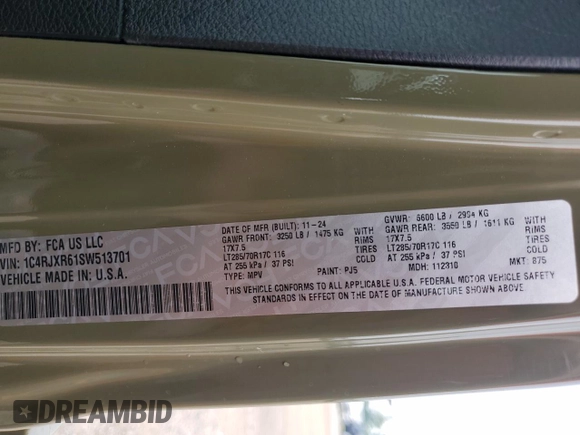 MFD BY: FCA US LLC
VIN: 1C4RJXR61SW513701
VEHICLE MADE IN U.S.A.
DATE OF MFR (BUILT): 11-24
GAWR FRONT: 3250 LB / 1475 KG WITH
17X7.5 RIMS
LT285/70R17C 116 TIRES
AT 255 kPa / 37 PSI COLD
TYPE: MPV PAINT: PJ5
GVWR: 6600 LB / 2994 KG
GAWR REAR: 3550 LB / 1611 KG WITH
17X7.5 RIMS
LT285/70R17C 116 TIRES
AT 255 kPa / 37 PSI COLD
MDH: 112310 MKT: 875
THIS VEHICLE CONFORMS TO ALL APPLICABLE U.S.A. FEDERAL MOTOR VEHICLE
SAFETY STANDARDS IN EFFECT ON THE DATE OF MANUFACTURE SHOWN ABOVE.
DREAMBID